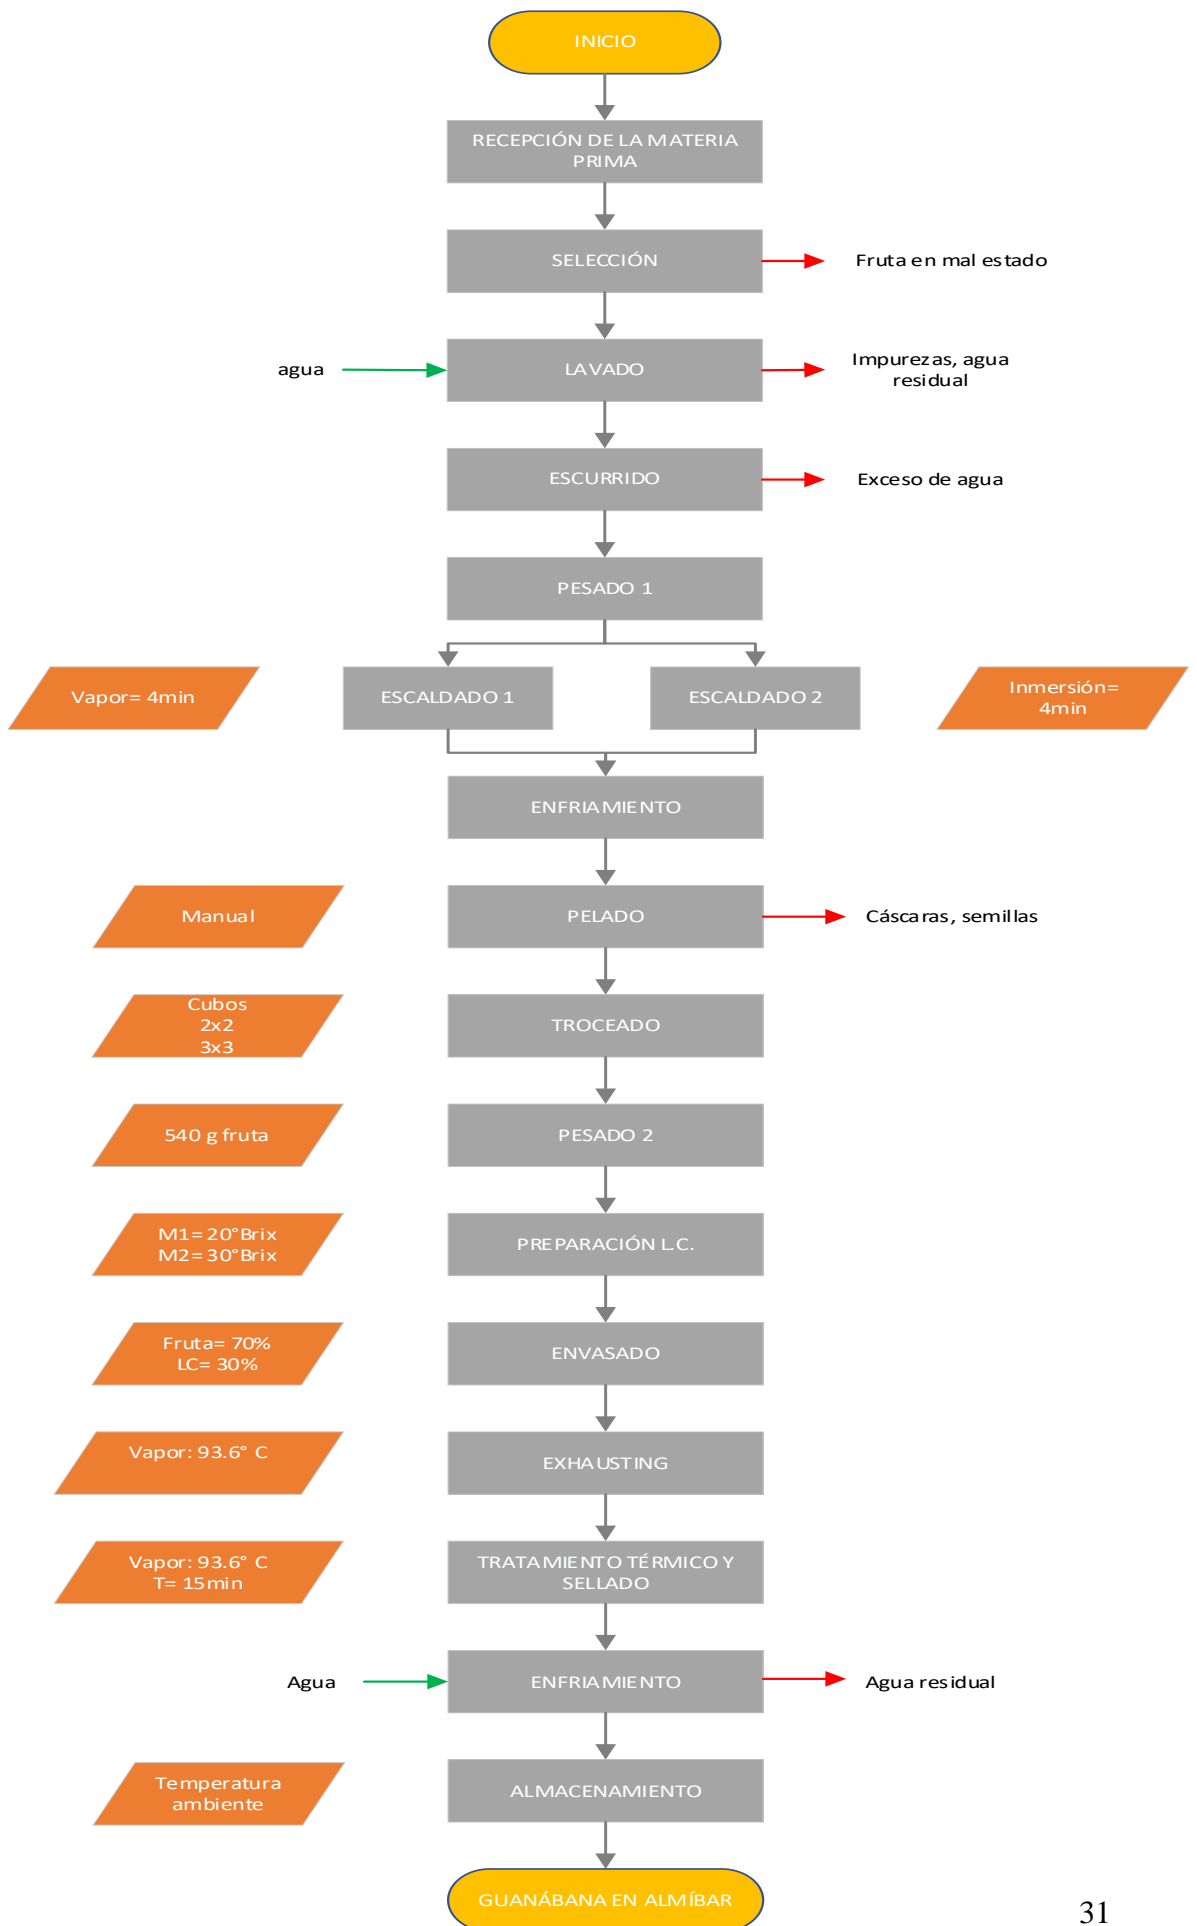 INICIO
RECEPCIÓN DE LA MATERIA
PRIMA
SELECCIÓN
Fruta en mal estado
agua
LAVADO
Impurezas, agua
residual
ESCURRIDO
Exceso de agua
PESADO 1
Vapor= 4min
ESCALDADO 1
ESCALDADO 2
Inmersión=
4min
ENFRIAMIENTO
Manual
PELADO
Cáscaras, semillas
Cubos
2x2
3x3
TROCEADO
540 g fruta
PESADO 2
M1= 20°Brix
M2= 30°Brix
PREPARACIÓN L.C.
Fruta= 70%
LC= 30%
ENVASADO
Vapor: 93.6° C
EXHAUSTING
Vapor: 93.6° C
T= 15min
TRATAMIENTO TÉRMICO Y
SELLADO
Agua
ENFRIAMIENTO
Agua residual
Temperatura
ambiente
ALMACENAMIENTO
GUANÁBANA EN ALMÍBAR
31